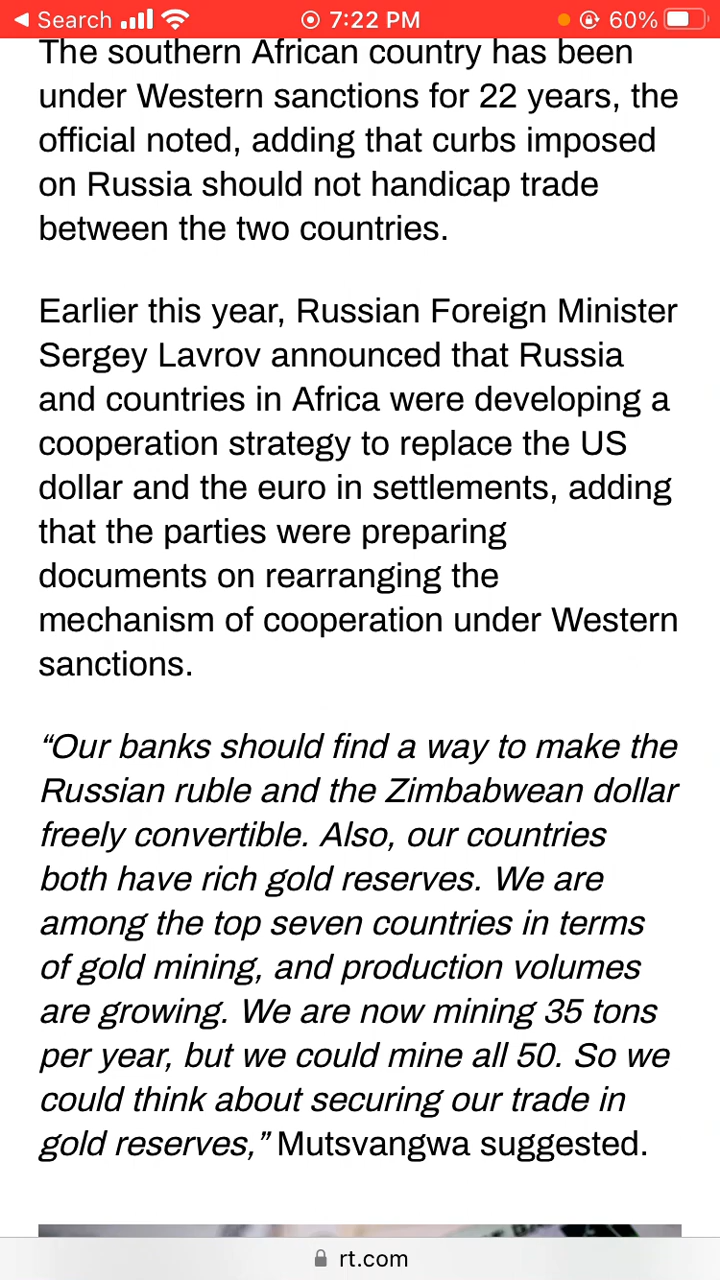 Search 7:22 PM 60%
The southern African country has been
under Western sanctions for 22 years, the
official noted, adding that curbs imposed
on Russia should not handicap trade
between the two countries.
Earlier this year, Russian Foreign Minister
Sergey Lavrov announced that Russia
and countries in Africa were developing a
cooperation strategy to replace the US
dollar and the euro in settlements, adding
that the parties were preparing
documents on rearranging the
mechanism of cooperation under Western
sanctions.
“Our banks should find a way to make the
Russian ruble and the Zimbabwean dollar
freely convertible. Also, our countries
both have rich gold reserves. We are
among the top seven countries in terms
of gold mining, and production volumes
are growing. We are now mining 35 tons
per year, but we could mine all 50. So we
could think about securing our trade in
gold reserves,” Mutsvangwa suggested.
rt.com